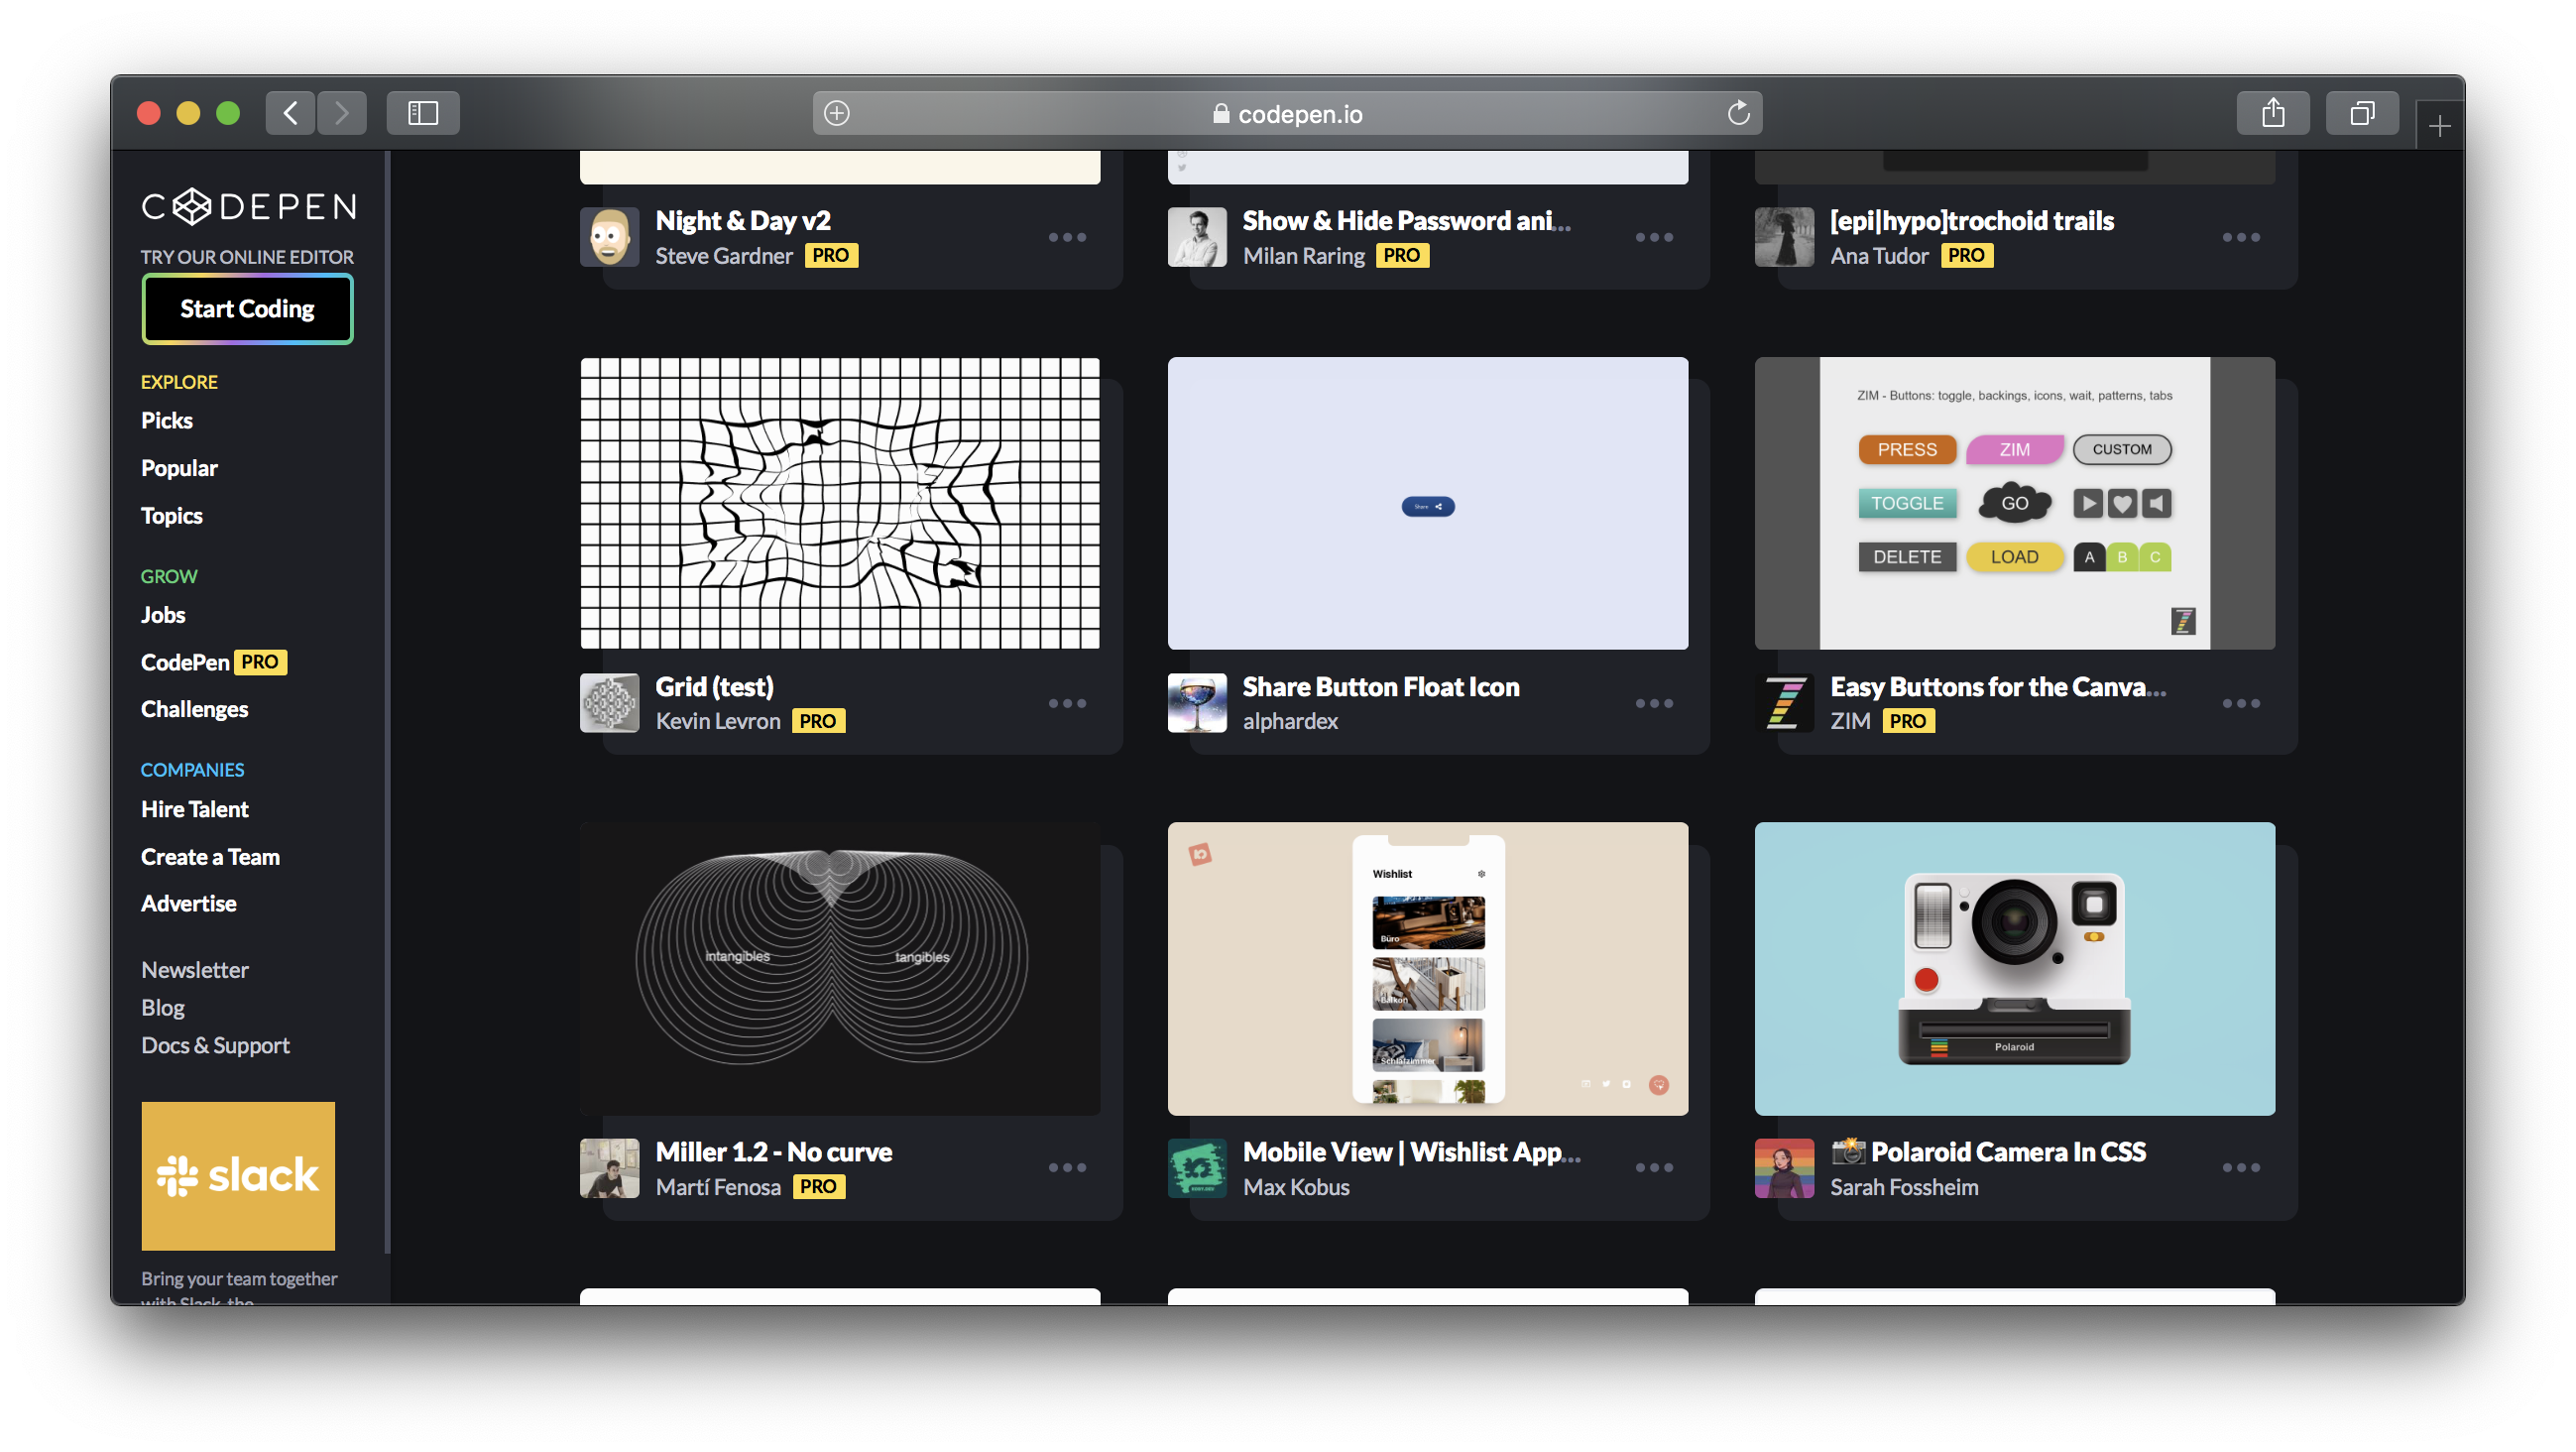 codepen.io
CODEPEN
TRY OUR ONLINE EDITOR
Start Coding
EXPLORE
Picks
Popular
Topics
GROW
Jobs
CodePen PRO
Challenges
COMPANIES
Hire Talent
Create a Team
Advertise
Newsletter
Blog
Docs & Support
slack
Bring your team together
with Slack, the
Night & Day v2
Steve Gardner PRO
Show & Hide Password ani...
Milan Raring PRO
[epi|hypo]trochoid trails
Ana Tudor PRO
Grid (test)
Kevin Levron PRO
Share
Share Button Float Icon
alphardex
ZIM - Buttons: toggle, backings, icons, wait, patterns, tabs
PRESS ZIM CUSTOM
TOGGLE GO
DELETE LOAD A B C
Easy Buttons for the Canva...
ZIM PRO
intangibles tangibles
Miller 1.2 - No curve
Martí Fenosa PRO
Wishlist
Büro
Balkon
Schlafzimmer
Mobile View | Wishlist App...
Max Kobus
Polaroid
📸 Polaroid Camera In CSS
Sarah Fossheim